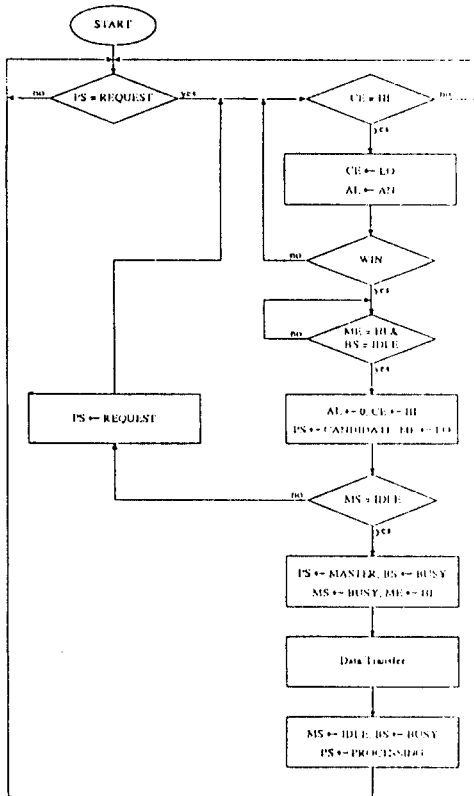 START
no
PS = REQUEST
yes
CE = HI
no
yes
CE ← LO
AL ← AN
no
WIN
yes
ME = HI &
BS = IDLE
no
yes
PS ← REQUEST
AL ← 0, CE ← HI
PS ← CANDIDATE, ME ← LO
no
MS = IDLE
yes
PS ← MASTER, BS ← BUSY
MS ← BUSY, ME ← HI
Data Transfer
MS ← IDLE, BS ← BUSY
PS ← PROCESSING